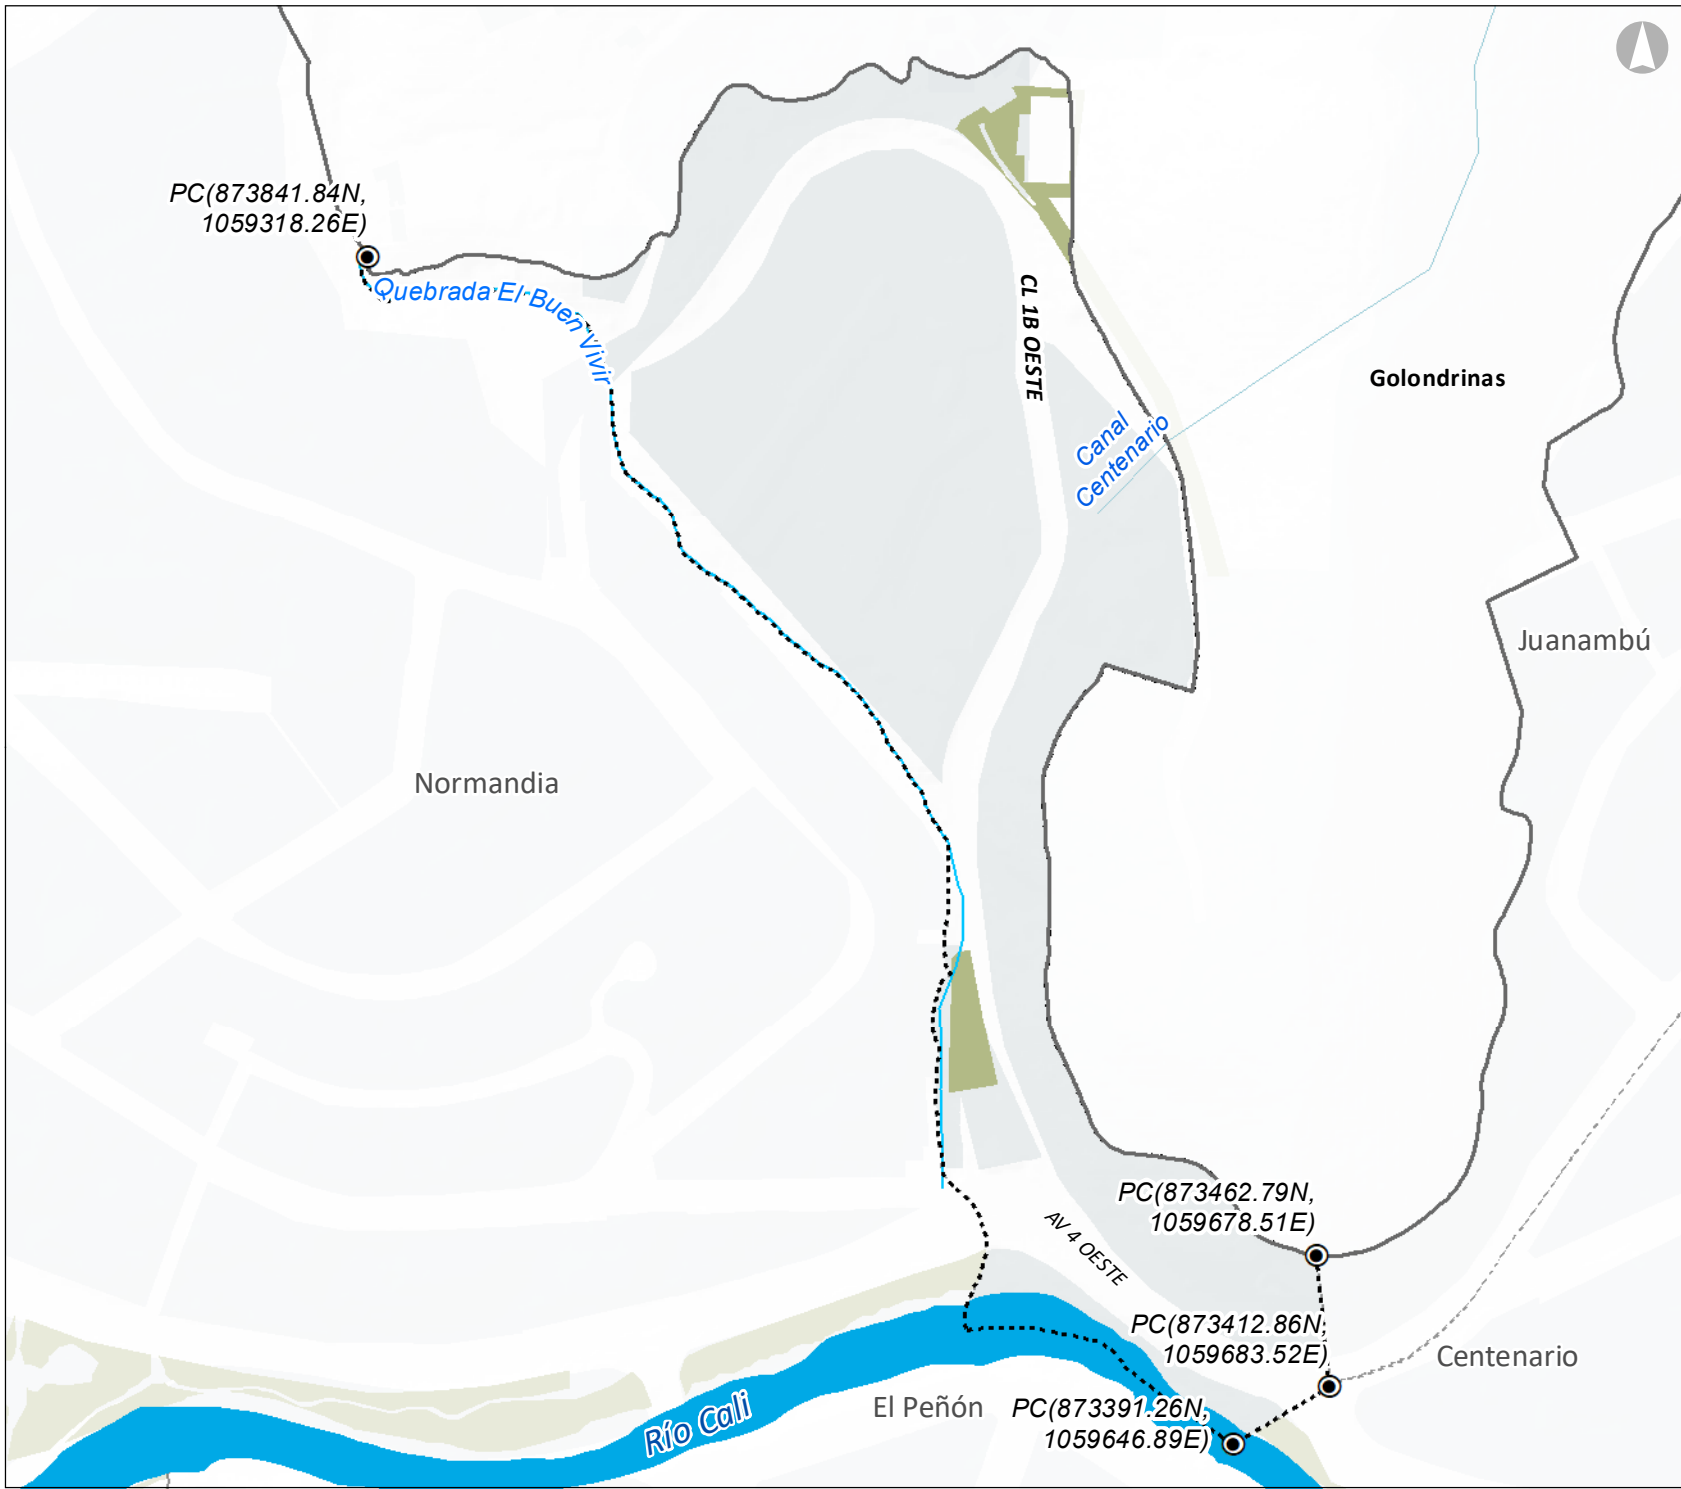 PC(873841.84N,
1059318.26E)
Quebrada El Buen Vivir
CL 1B OESTE
Golondrinas
Canal
Centenario
Juanambú
Normandia
PC(873462.79N,
1059678.51E)
AV 4 OESTE
PC(873412.86N,
1059683.52E)
Centenario
El Peñón
PC(873391.26N,
1059646.89E)
Río Cali